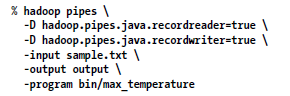 % hadoop pipes \
-D hadoop.pipes.java.recordreader=true \
-D hadoop.pipes.java.recordwriter=true \
-input sample.txt \
-output output \
-program bin/max_temperature